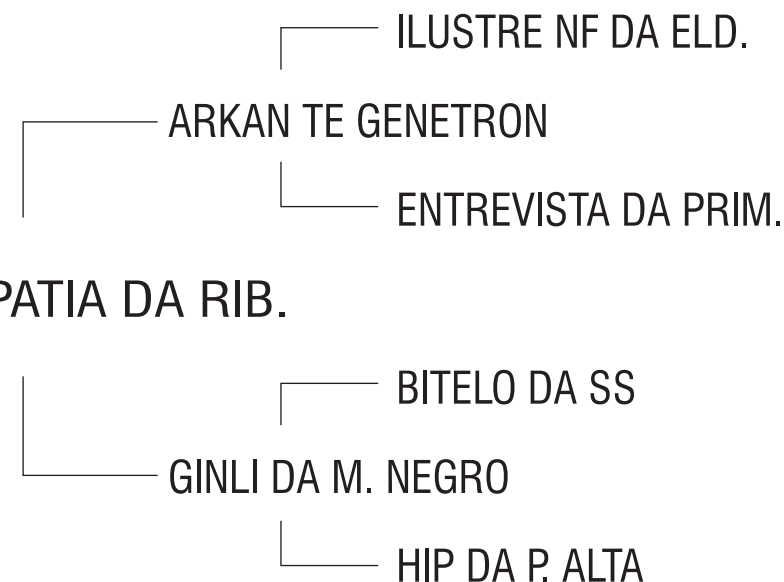 ILUSTRE NF DA ELD.
ARKAN TE GENETRON
ENTREVISTA DA PRIM.
PATIA DA RIB.
BITELO DA SS
GINLI DA M. NEGRO
HIP DA P. ALTA